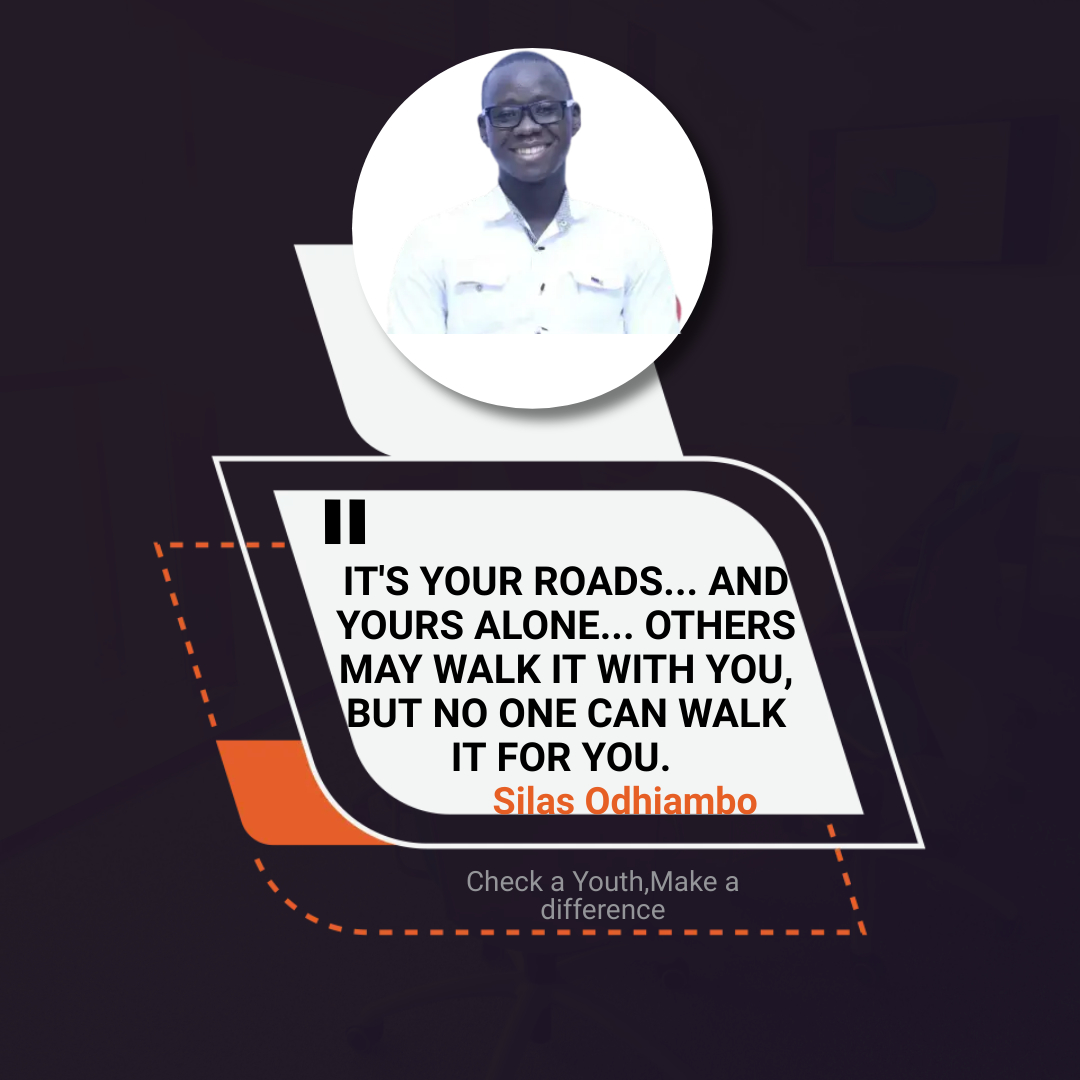 IT'S YOUR ROADS... AND
YOURS ALONE... OTHERS
MAY WALK IT WITH YOU,
BUT NO ONE CAN WALK
IT FOR YOU.
Silas Odhiambo
Check a Youth,Make a
difference